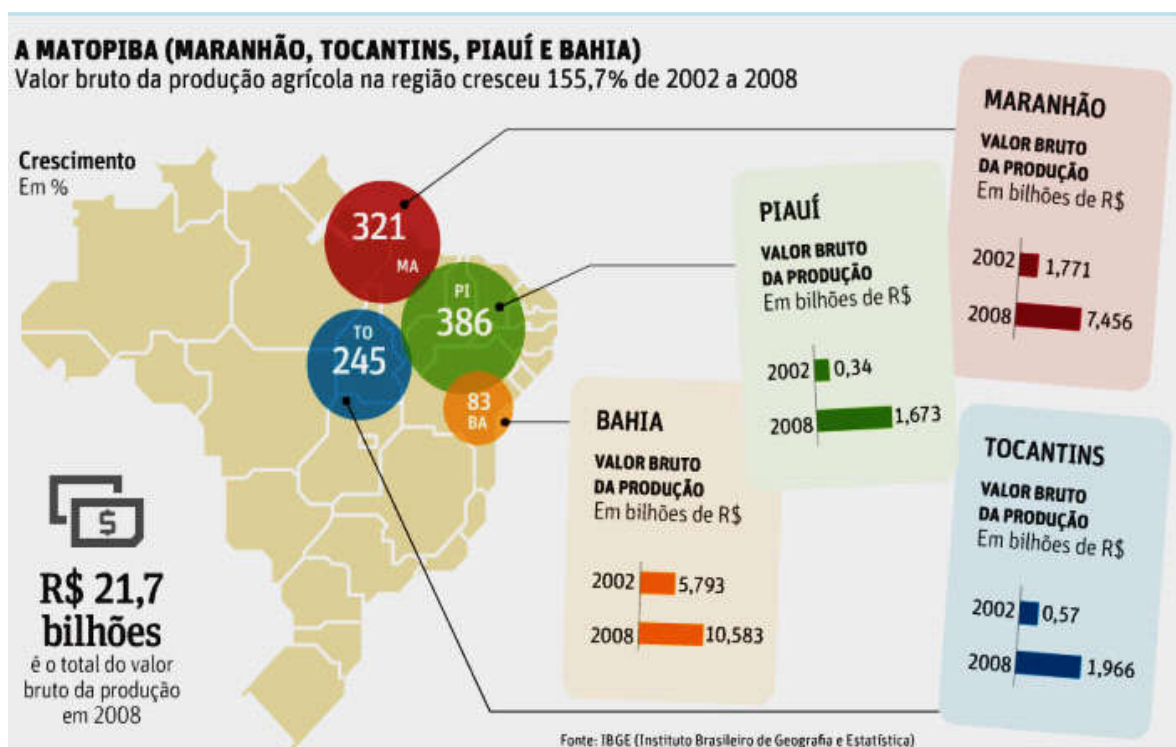 A MATOPIBA (MARANHÃO, TOCANTINS, PIAUÍ E BAHIA)
Valor bruto da produção agrícola na região cresceu 155,7% de 2002 a 2008
Crescimento
Em %
321
MA
PI
386
TO
245
83
BA
R$ 21,7
bilhões
é o total do valor
bruto da produção
em 2008
MARANHÃO
VALOR BRUTO
DA PRODUÇÃO
Em bilhões de R$
2002 1,771
2008 7,456
PIAUÍ
VALOR BRUTO
DA PRODUÇÃO
Em bilhões de R$
2002 0,34
2008 1,673
BAHIA
VALOR BRUTO
DA PRODUÇÃO
Em bilhões de R$
2002 5,793
2008 10,583
TOCANTINS
VALOR BRUTO
DA PRODUÇÃO
Em bilhões de R$
2002 0,57
2008 1,966
$
Fonte: IBGE (Instituto Brasileiro de Geografia e Estatística)